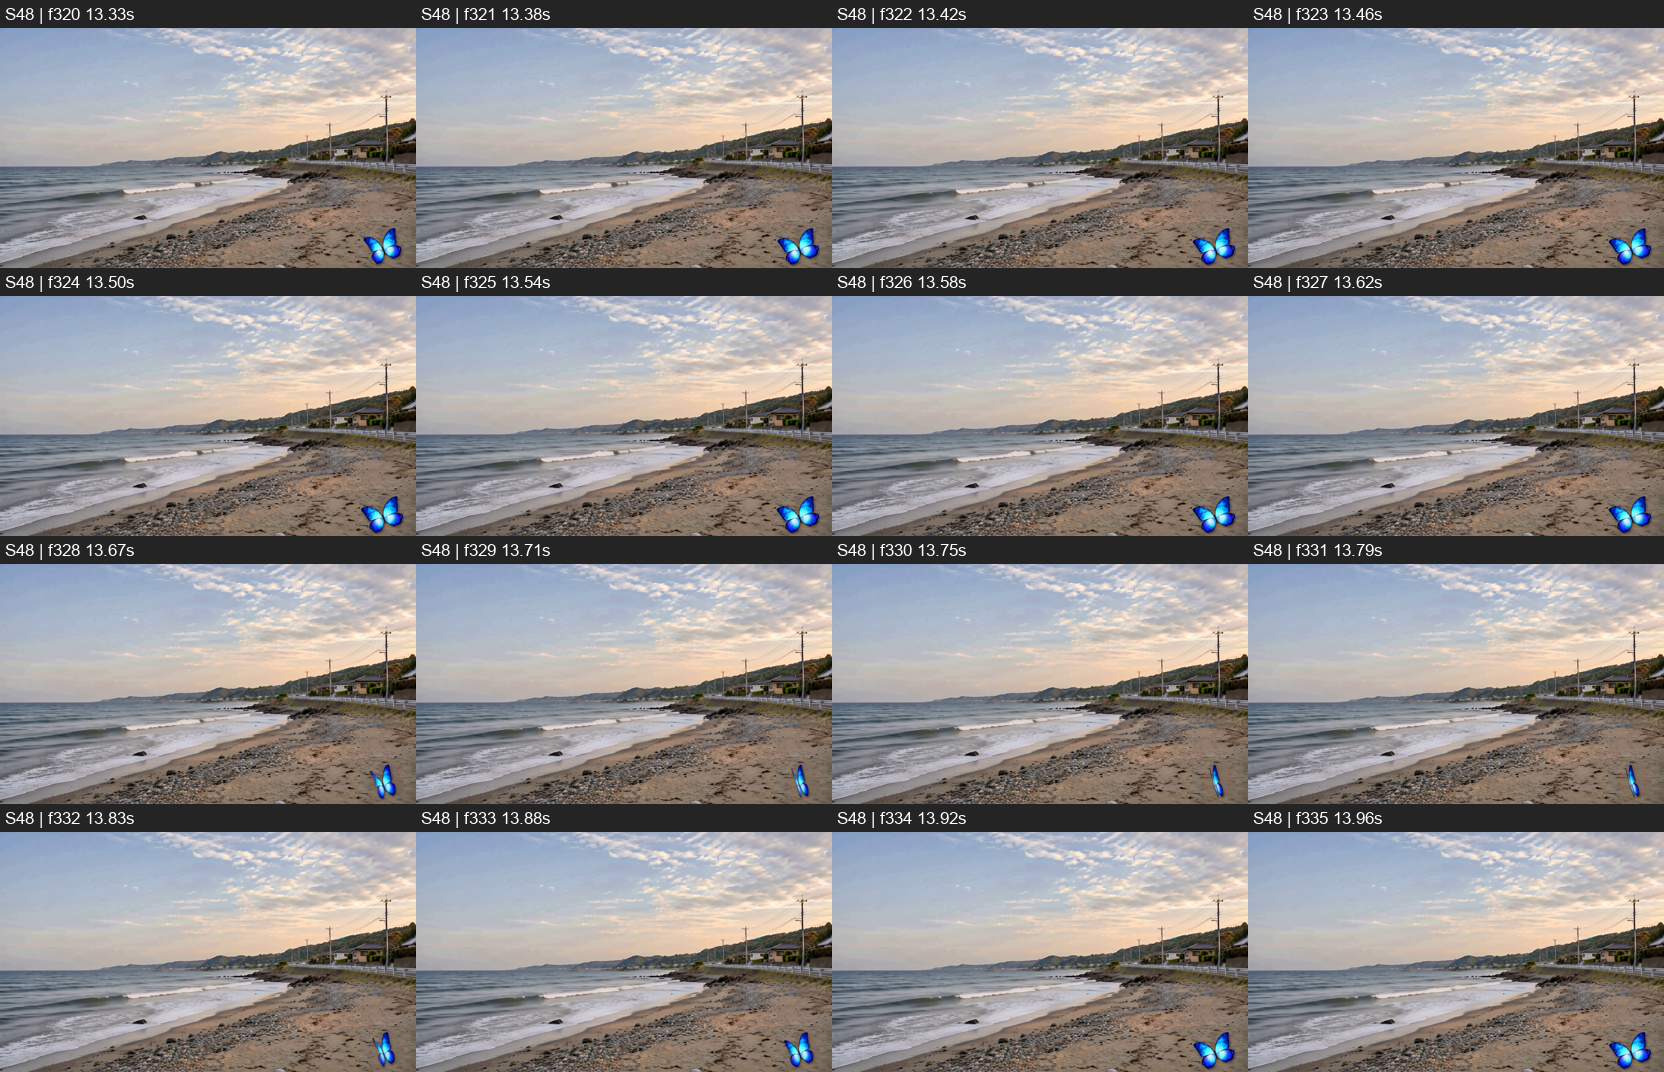 S48 | f320 13.33s
S48 | f321 13.38s
S48 | f322 13.42s
S48 | f323 13.46s
S48 | f324 13.50s
S48 | f325 13.54s
S48 | f326 13.58s
S48 | f327 13.62s
S48 | f328 13.67s
S48 | f329 13.71s
S48 | f330 13.75s
S48 | f331 13.79s
S48 | f332 13.83s
S48 | f333 13.88s
S48 | f334 13.92s
S48 | f335 13.96s